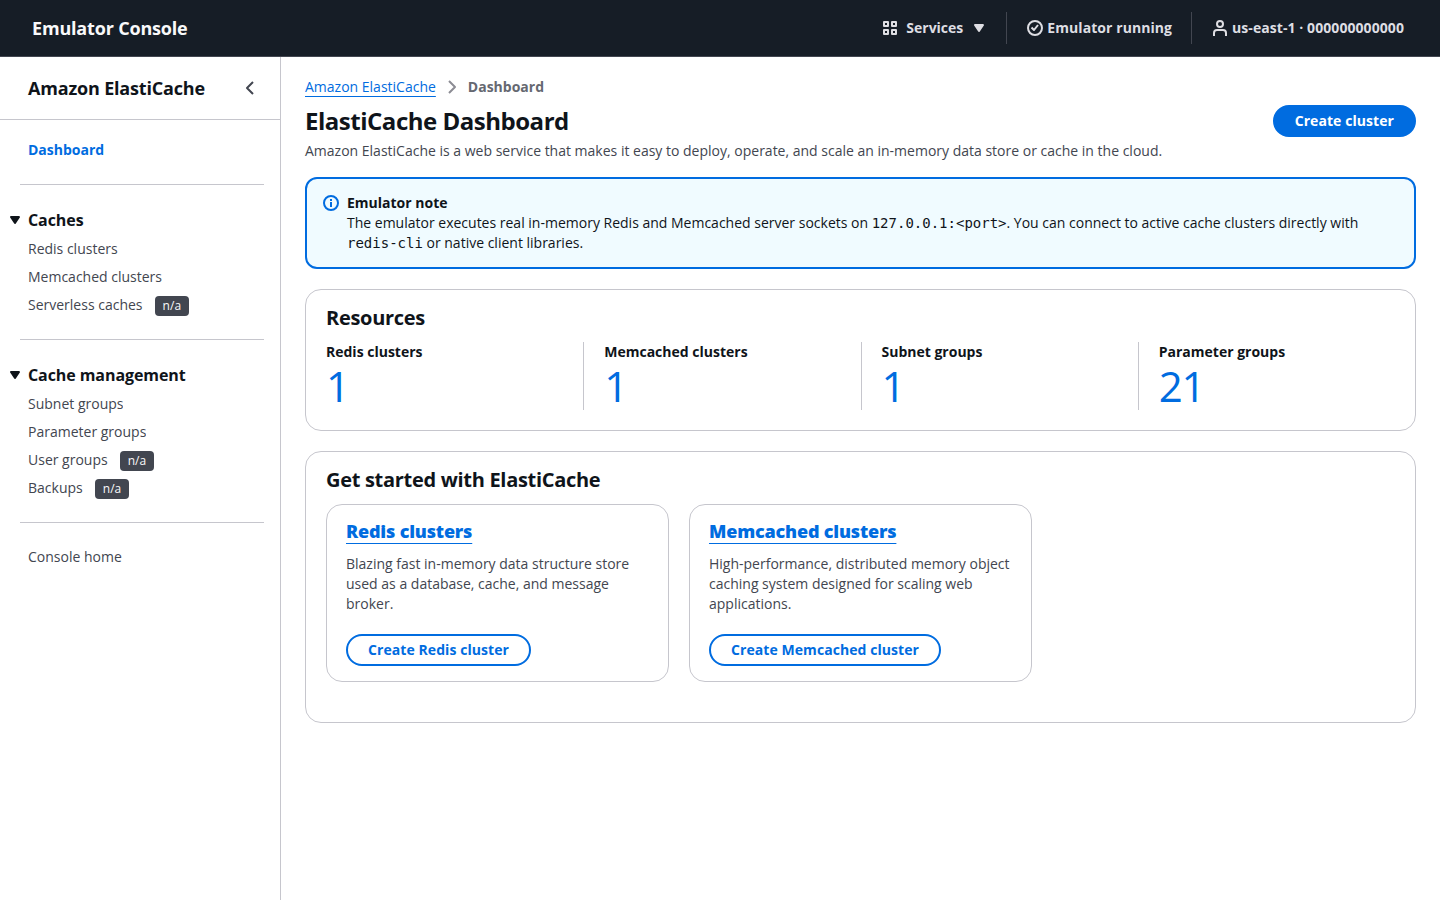 Emulator Console
Services
Emulator running
us-east-1 · 000000000000
Amazon ElastiCache
Dashboard
Caches
Redis clusters
Memcached clusters
Serverless caches n/a
Cache management
Subnet groups
Parameter groups
User groups n/a
Backups n/a
Console home
Amazon ElastiCache
Dashboard
ElastiCache Dashboard
Create cluster
Amazon ElastiCache is a web service that makes it easy to deploy, operate, and scale an in-memory data store or cache in the cloud.
Emulator note
The emulator executes real in-memory Redis and Memcached server sockets on 127.0.0.1:<port>. You can connect to active cache clusters directly with
redis-cli or native client libraries.
Resources
Redis clusters
1
Memcached clusters
1
Subnet groups
1
Parameter groups
21
Get started with ElastiCache
Redis clusters
Blazing fast in-memory data structure store
used as a database, cache, and message
broker.
Create Redis cluster
Memcached clusters
High-performance, distributed memory object
caching system designed for scaling web
applications.
Create Memcached cluster